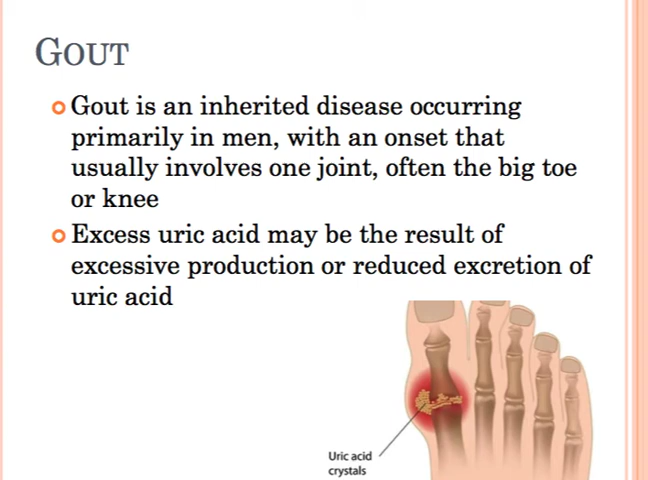 GOUT
Gout is an inherited disease occurring
primarily in men, with an onset that
usually involves one joint, often the big toe
or knee
Excess uric acid may be the result of
excessive production or reduced excretion of
uric acid
Uric acid
crystals